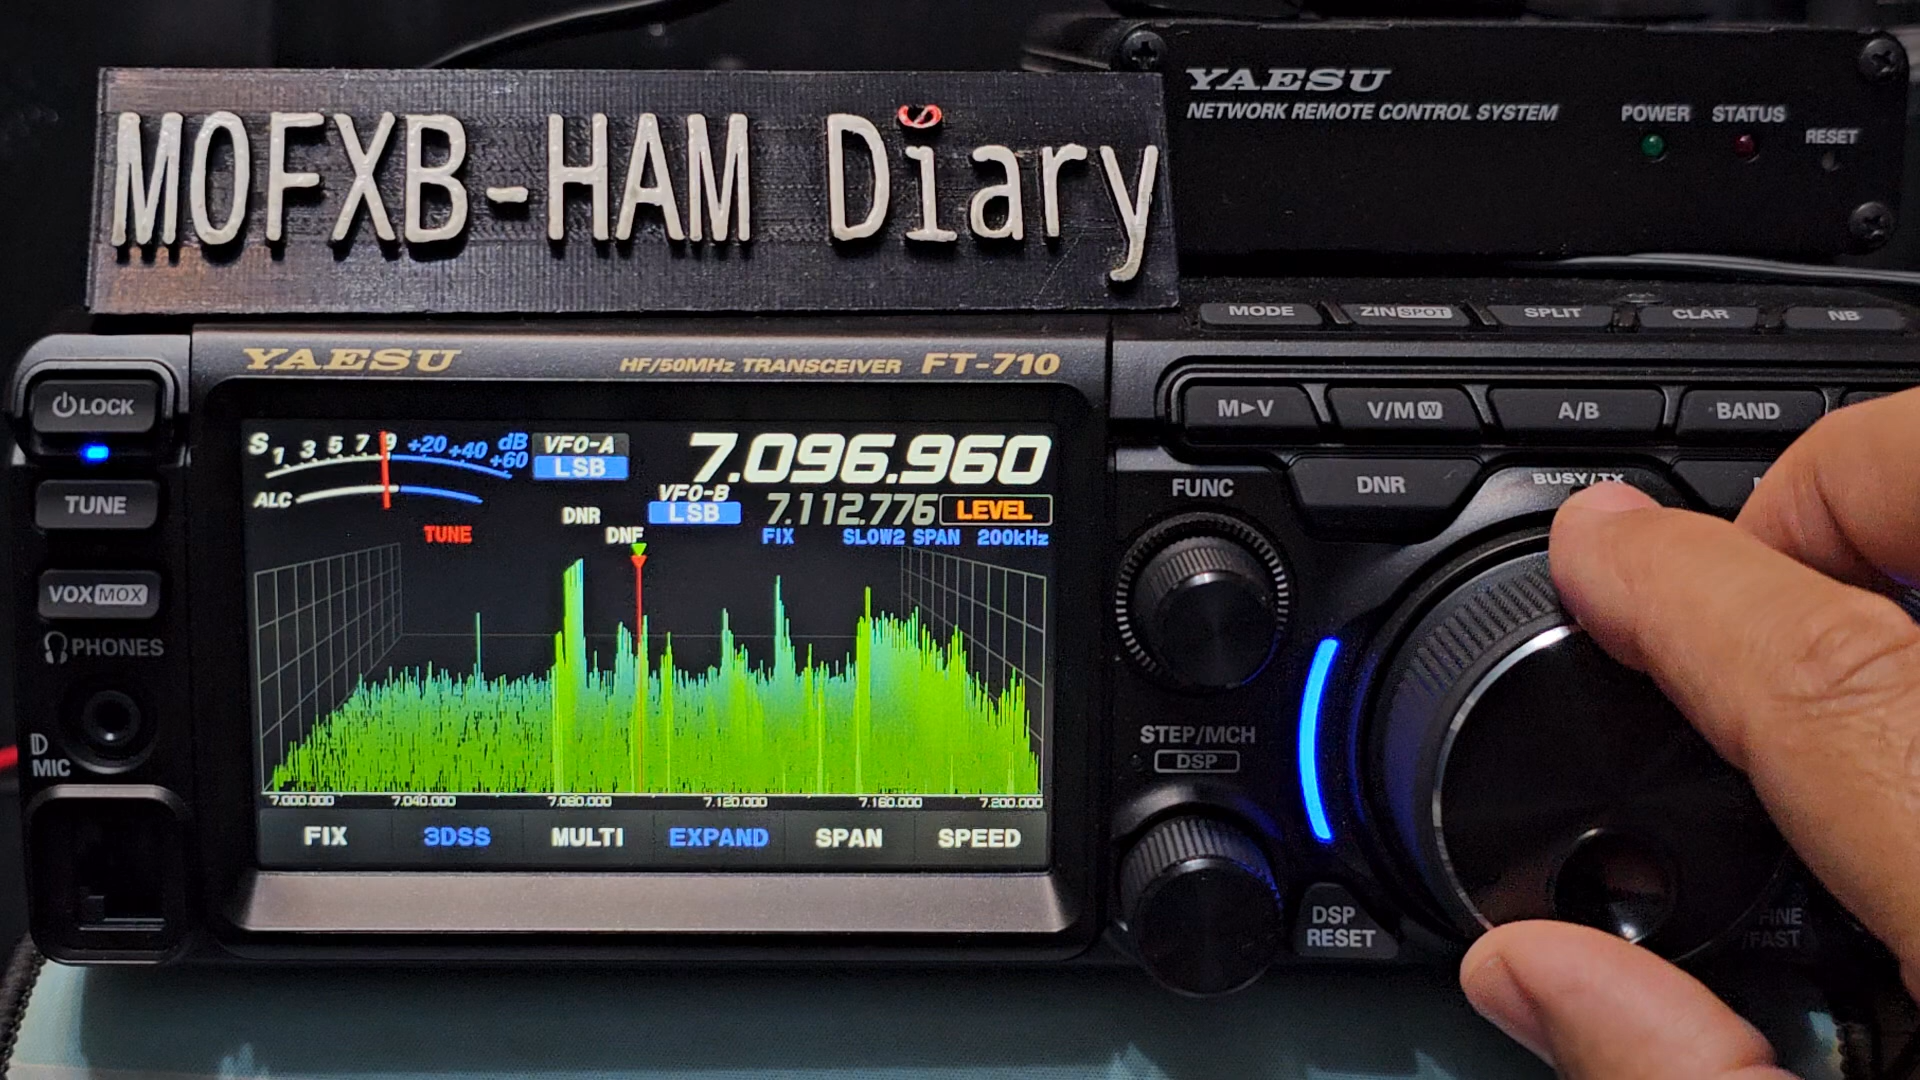 M0FXB-HAM Diary
YAESU
NETWORK REMOTE CONTROL SYSTEM
POWER STATUS RESET
MODE ZIN SPOT SPLIT CLAR NB
YAESU HF/50MHz TRANSCEIVER FT-710
LOCK
TUNE
VOX MOX
PHONES
MIC
S 1 3 5 7 9 +20 +40 +60 dB
ALC
VFO-A
LSB
7.096.960
VFO-B
LSB
7.112.776
LEVEL
TUNE
DNR
DNF
FIX SLOW2 SPAN 200kHz
7.000.000 7.040.000 7.080.000 7.120.000 7.160.000 7.200.000
FIX 3DSS MULTI EXPAND SPAN SPEED
M►V V/M W A/B BAND
FUNC DNR BUSY/TX
STEP/MCH
DSP
DSP
RESET
FINE
/FAST